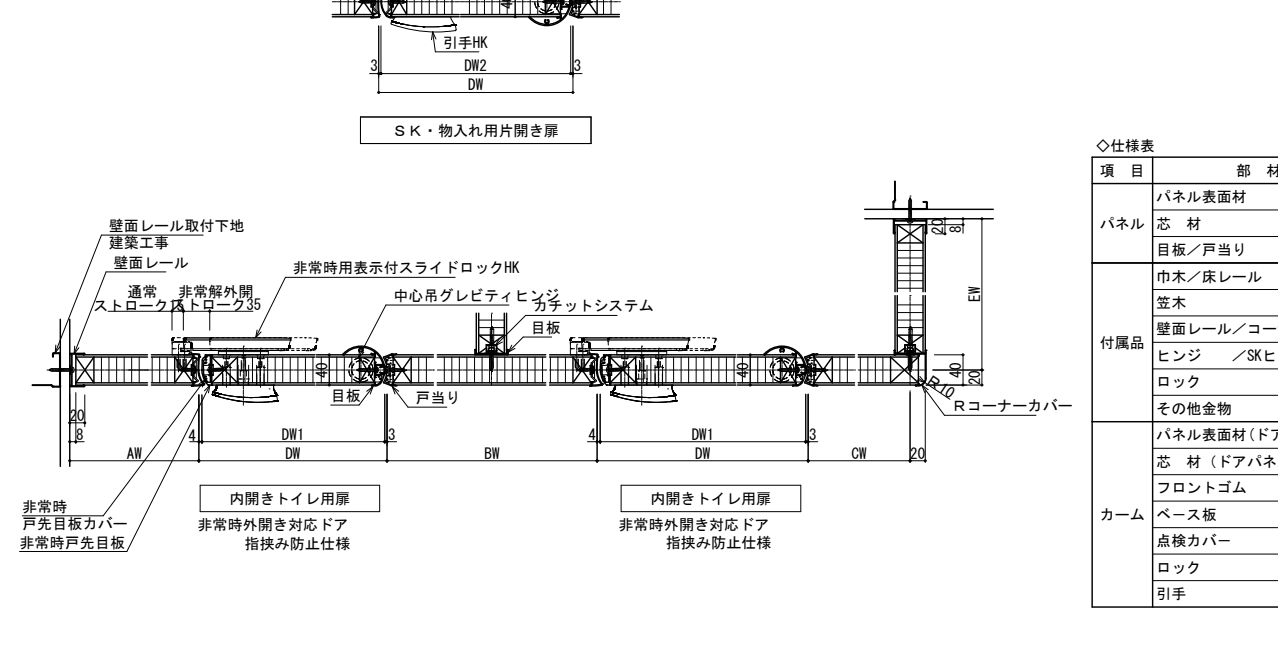 引手HK
3
DW2
3
DW
ＳＫ・物入れ用片開き扉
壁面レール取付下地
建築工事
壁面レール
通常
非常解外開
ストローク
ストローク35
非常時用表示付スライドロックHK
中心吊グレビティヒンジ
カチットシステム
目板
20
8
EW
40
目板
戸当り
40
40
20
R10
Rコーナーカバー
20
8
4
DW1
3
4
DW1
3
AW
DW
BW
DW
CW
20
非常時
戸先目板カバー
非常時戸先目板
内開きトイレ用扉
非常時外開き対応ドア
指挟み防止仕様
内開きトイレ用扉
非常時外開き対応ドア
指挟み防止仕様
◇仕様表
項　目
部　材
パネル
パネル表面材
芯　材
目板／戸当り
付属品
巾木／床レール
笠木
壁面レール／コー
ヒンジ　　／SKヒ
ロック
その他金物
カーム
パネル表面材(ドア
芯　材（ドアパネ
フロントゴム
ベース板
点検カバー
ロック
引手